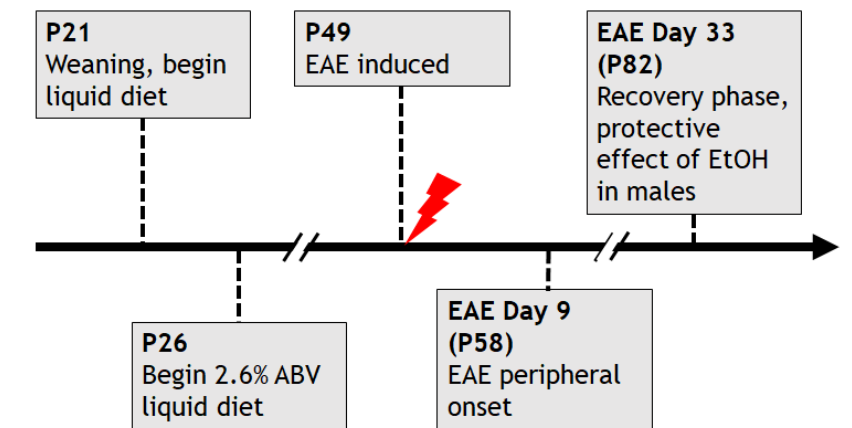 P21
Weaning, begin
liquid diet
P26
Begin 2.6% ABV
liquid diet
P49
EAE induced
EAE Day 9
(P58)
EAE peripheral
onset
EAE Day 33
(P82)
Recovery phase,
protective
effect of EtOH
in males